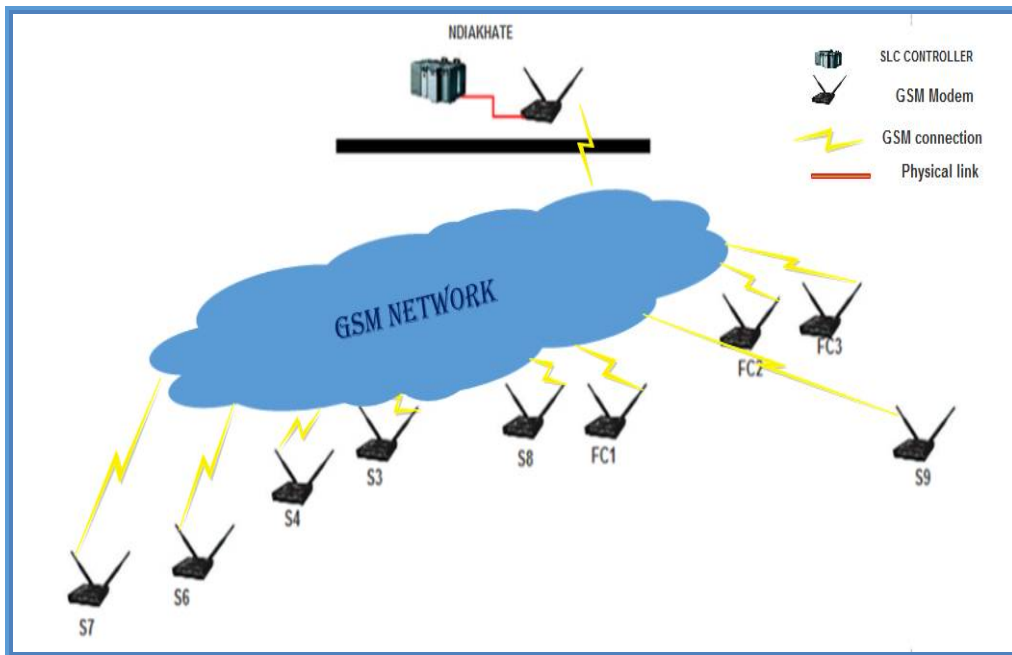 NDIAKHATE
SLC CONTROLLER
GSM Modem
GSM connection
Physical link
GSM NETWORK
FC3
FC2
S8
FC1
S9
S3
S4
S6
S7